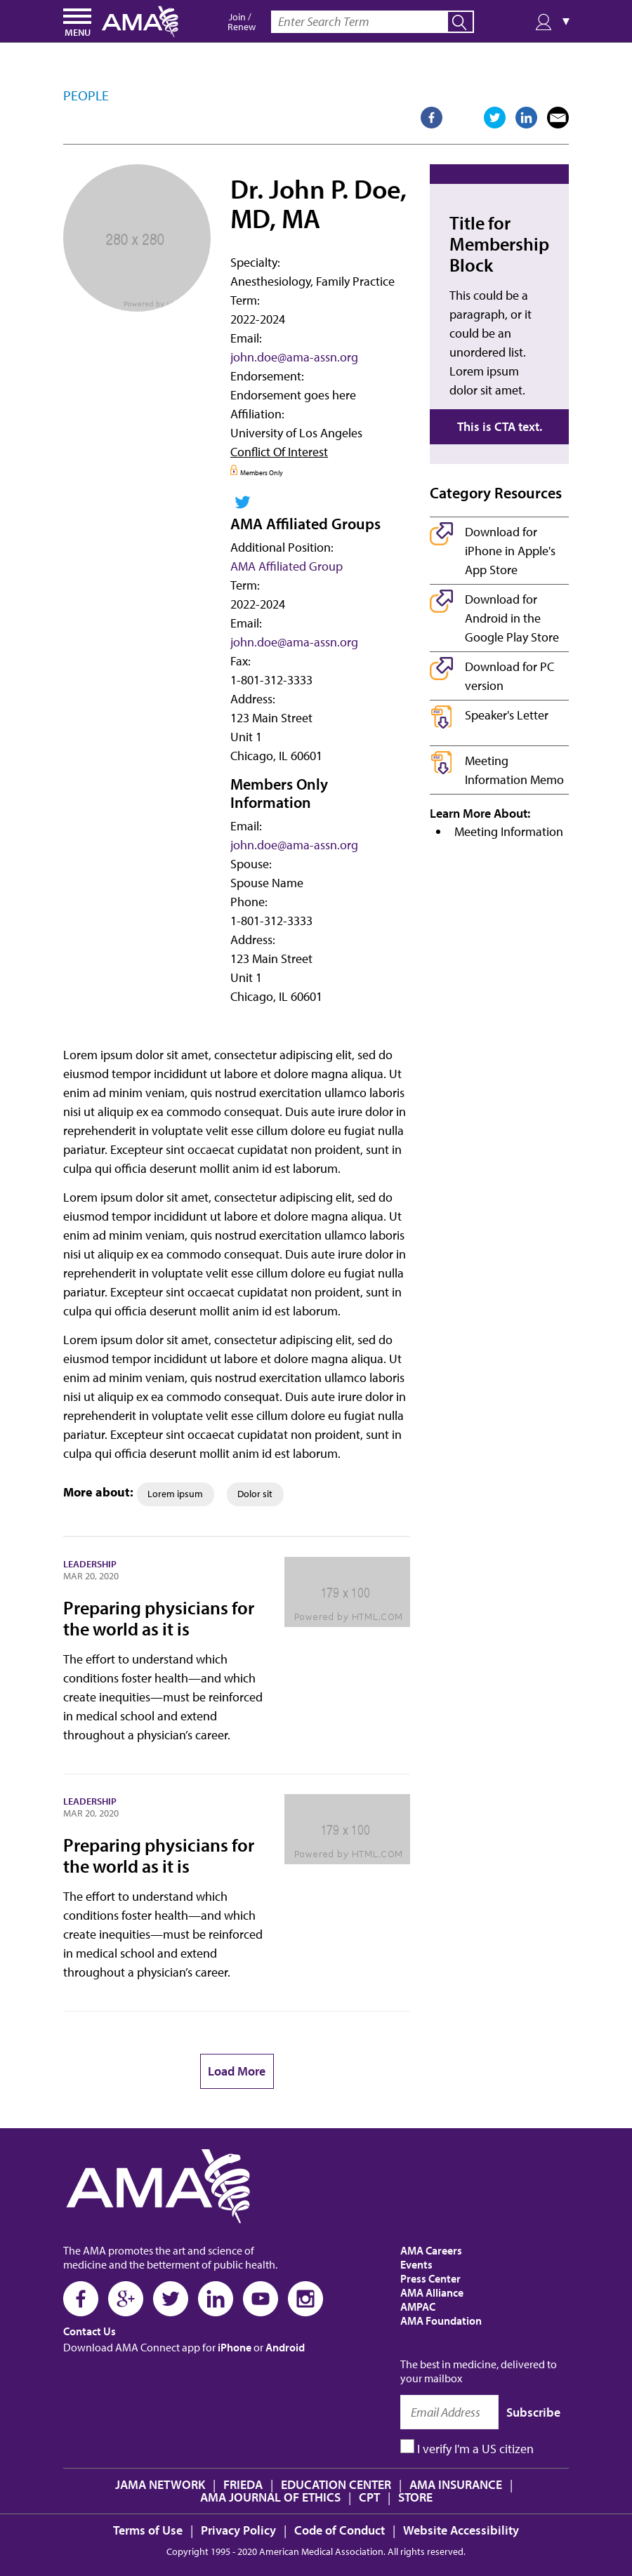 MENU
AMA
Join /
Renew
Enter Search Term
▼
PEOPLE
280 x 280
Powered by
Dr. John P. Doe,
MD, MA
Specialty:
Anesthesiology, Family Practice
Term:
2022-2024
Email:
john.doe@ama-assn.org
Endorsement:
Endorsement goes here
Affiliation:
University of Los Angeles
Conflict Of Interest
Members Only
AMA Affiliated Groups
Additional Position:
AMA Affiliated Group
Term:
2022-2024
Email:
john.doe@ama-assn.org
Fax:
1-801-312-3333
Address:
123 Main Street
Unit 1
Chicago, IL 60601
Members Only
Information
Email:
john.doe@ama-assn.org
Spouse:
Spouse Name
Phone:
1-801-312-3333
Address:
123 Main Street
Unit 1
Chicago, IL 60601
Title for
Membership
Block
This could be a
paragraph, or it
could be an
unordered list.
Lorem ipsum
dolor sit amet.
This is CTA text.
Category Resources
Download for
iPhone in Apple's
App Store
Download for
Android in the
Google Play Store
Download for PC
version
Speaker's Letter
Meeting
Information Memo
Learn More About:
• Meeting Information
Lorem ipsum dolor sit amet, consectetur adipiscing elit, sed do
eiusmod tempor incididunt ut labore et dolore magna aliqua. Ut
enim ad minim veniam, quis nostrud exercitation ullamco laboris
nisi ut aliquip ex ea commodo consequat. Duis aute irure dolor in
reprehenderit in voluptate velit esse cillum dolore eu fugiat nulla
pariatur. Excepteur sint occaecat cupidatat non proident, sunt in
culpa qui officia deserunt mollit anim id est laborum.
Lorem ipsum dolor sit amet, consectetur adipiscing elit, sed do
eiusmod tempor incididunt ut labore et dolore magna aliqua. Ut
enim ad minim veniam, quis nostrud exercitation ullamco laboris
nisi ut aliquip ex ea commodo consequat. Duis aute irure dolor in
reprehenderit in voluptate velit esse cillum dolore eu fugiat nulla
pariatur. Excepteur sint occaecat cupidatat non proident, sunt in
culpa qui officia deserunt mollit anim id est laborum.
Lorem ipsum dolor sit amet, consectetur adipiscing elit, sed do
eiusmod tempor incididunt ut labore et dolore magna aliqua. Ut
enim ad minim veniam, quis nostrud exercitation ullamco laboris
nisi ut aliquip ex ea commodo consequat. Duis aute irure dolor in
reprehenderit in voluptate velit esse cillum dolore eu fugiat nulla
pariatur. Excepteur sint occaecat cupidatat non proident, sunt in
culpa qui officia deserunt mollit anim id est laborum.
More about: Lorem ipsum Dolor sit
LEADERSHIP
MAR 20, 2020
Preparing physicians for
the world as it is
The effort to understand which
conditions foster health—and which
create inequities—must be reinforced
in medical school and extend
throughout a physician's career.
179 x 100
Powered by HTML.COM
LEADERSHIP
MAR 20, 2020
Preparing physicians for
the world as it is
The effort to understand which
conditions foster health—and which
create inequities—must be reinforced
in medical school and extend
throughout a physician's career.
179 x 100
Powered by HTML.COM
Load More
AMA
The AMA promotes the art and science of
medicine and the betterment of public health.
Contact Us
Download AMA Connect app for iPhone or Android
AMA Careers
Events
Press Center
AMA Alliance
AMPAC
AMA Foundation
The best in medicine, delivered to
your mailbox
Email Address Subscribe
I verify I'm a US citizen
JAMA NETWORK | FRIEDA | EDUCATION CENTER | AMA INSURANCE |
AMA JOURNAL OF ETHICS | CPT | STORE
Terms of Use | Privacy Policy | Code of Conduct | Website Accessibility
Copyright 1995 - 2020 American Medical Association. All rights reserved.